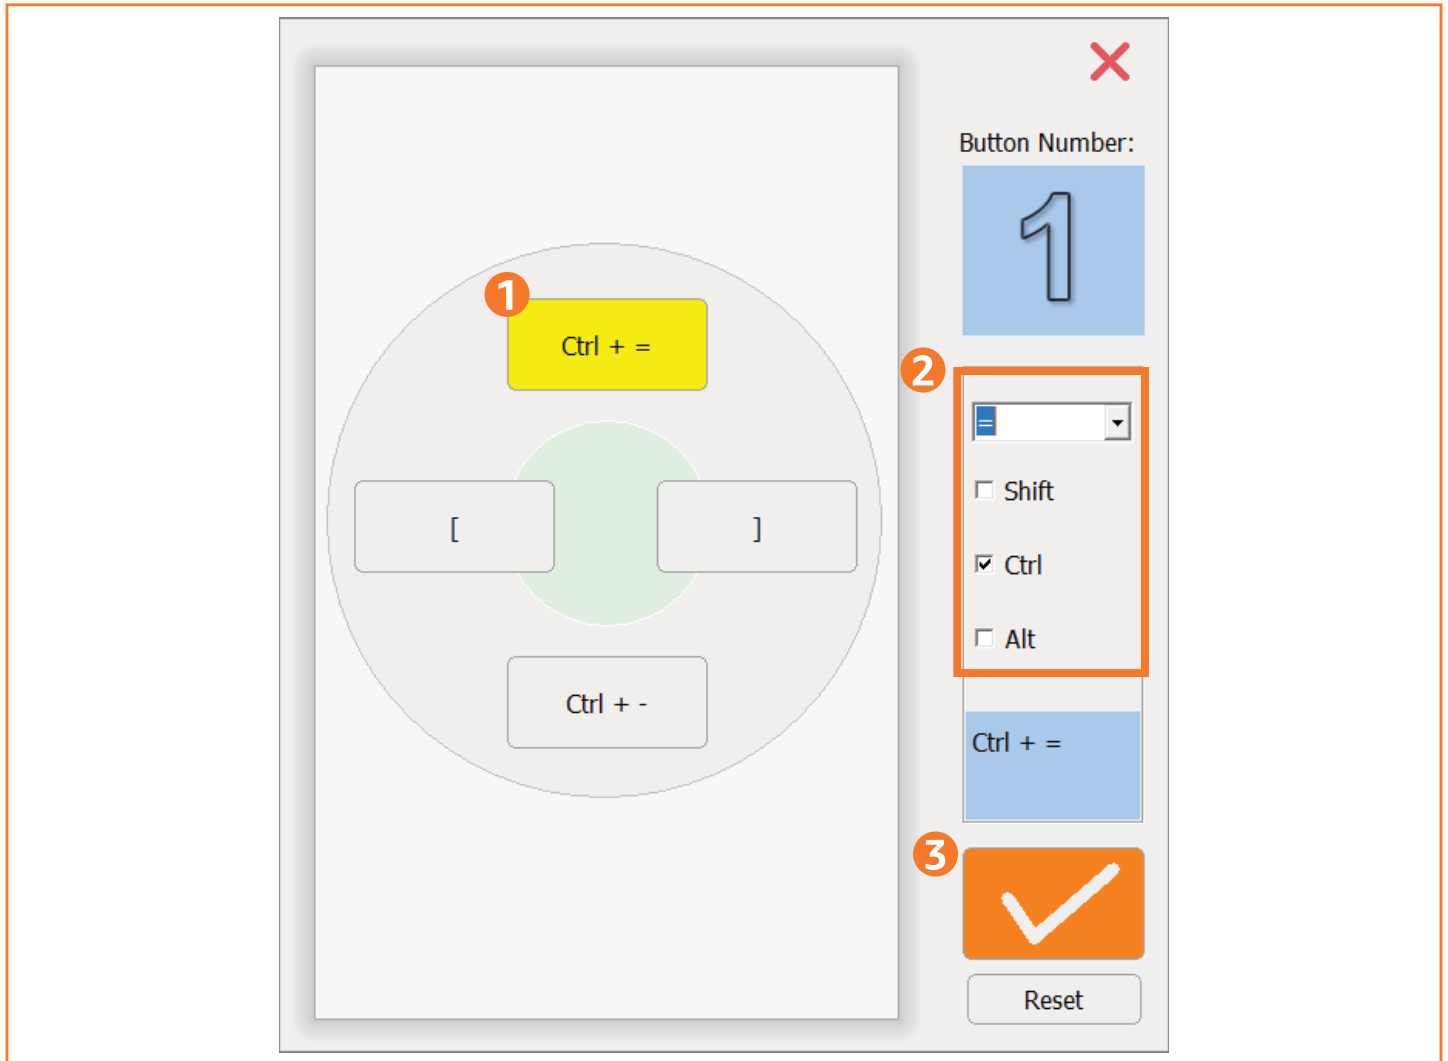 Button Number:
1
1
Ctrl + =
2
=
Shift
[
]
Ctrl
Alt
Ctrl + -
Ctrl + =
3
Reset